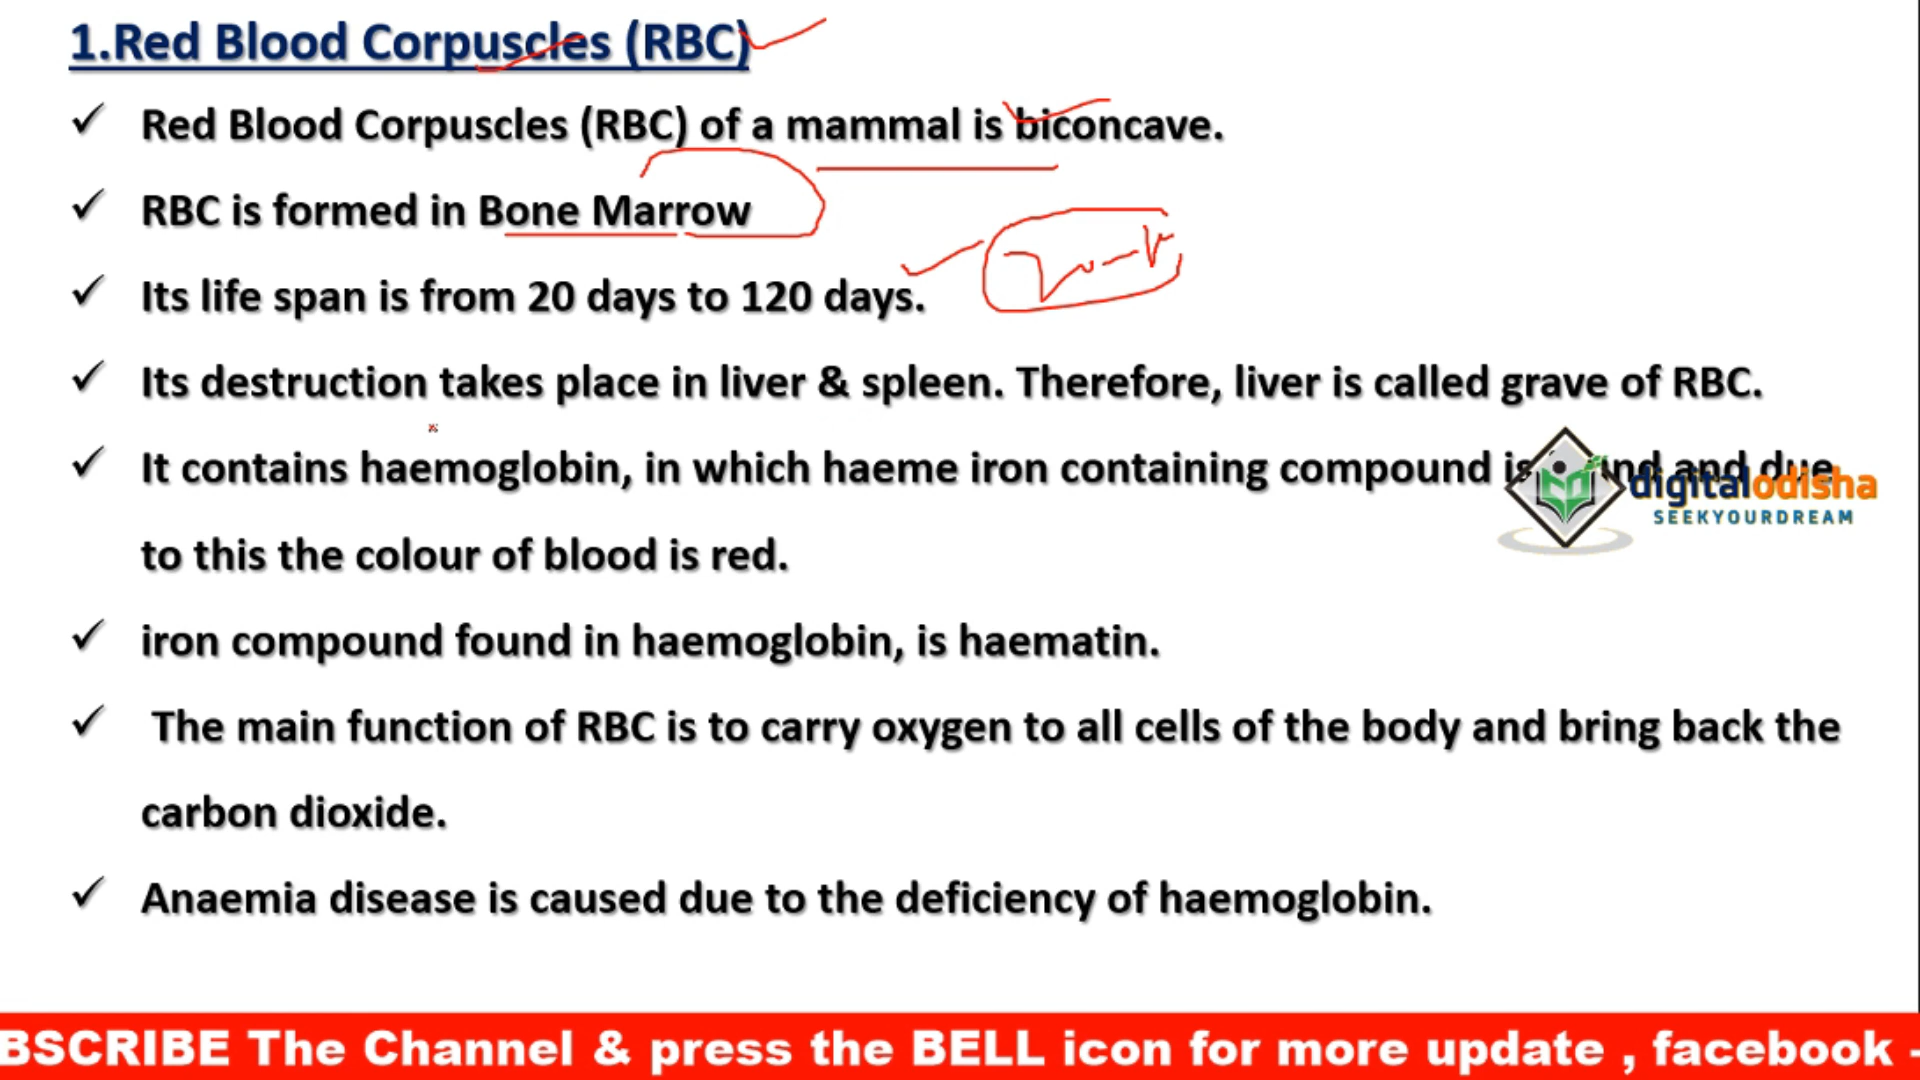 1.Red Blood Corpuscles (RBC)
Red Blood Corpuscles (RBC) of a mammal is biconcave.
RBC is formed in Bone Marrow
Its life span is from 20 days to 120 days.
Its destruction takes place in liver & spleen. Therefore, liver is called grave of RBC.
It contains haemoglobin, in which haeme iron containing compound is and due
digitalodisha
SEEKYOURDREAM
to this the colour of blood is red.
iron compound found in haemoglobin, is haematin.
The main function of RBC is to carry oxygen to all cells of the body and bring back the
carbon dioxide.
Anaemia disease is caused due to the deficiency of haemoglobin.
BSCRIBE The Channel & press the BELL icon for more update , facebook -